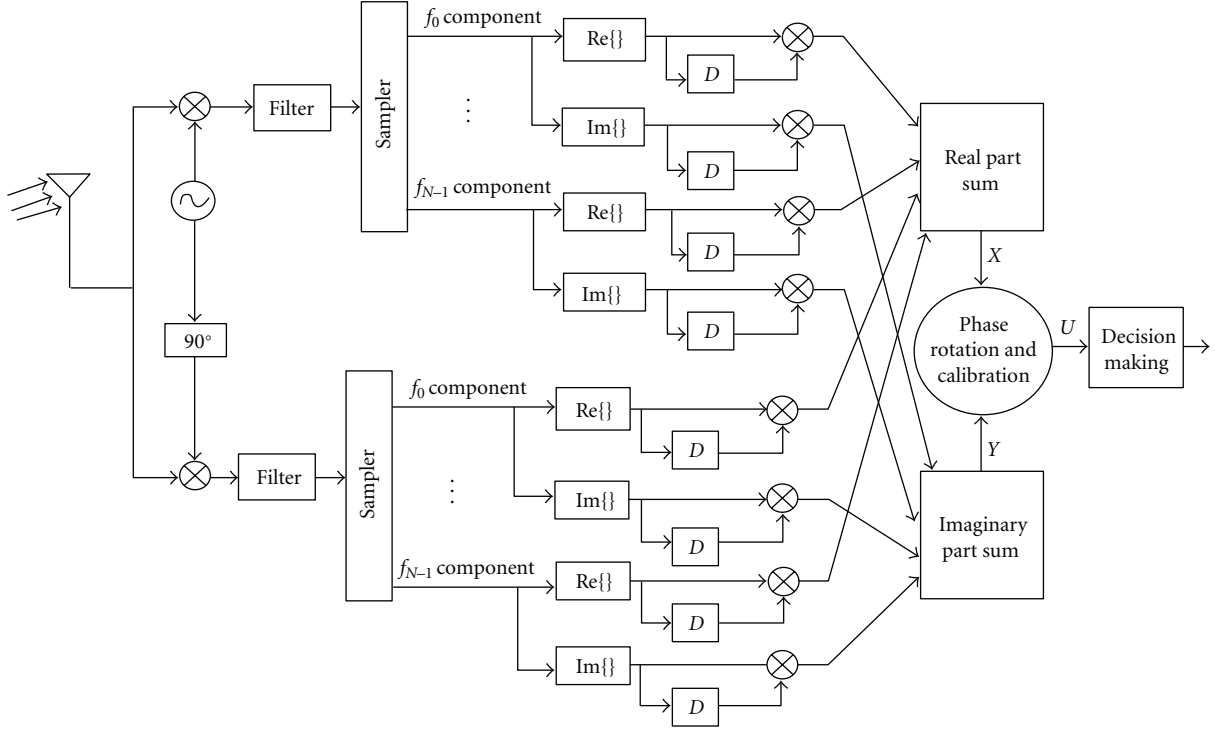 f0 component
Re{}
D
Filter
Sampler
⋮
Im{}
D
Real part
sum
fN−1 component
Re{}
D
X
Im{}
D
90°
Phase
rotation and
calibration
U
Decision
making
f0 component
Re{}
D
Y
Filter
Sampler
⋮
Im{}
D
Imaginary
part sum
fN−1 component
Re{}
D
Im{}
D